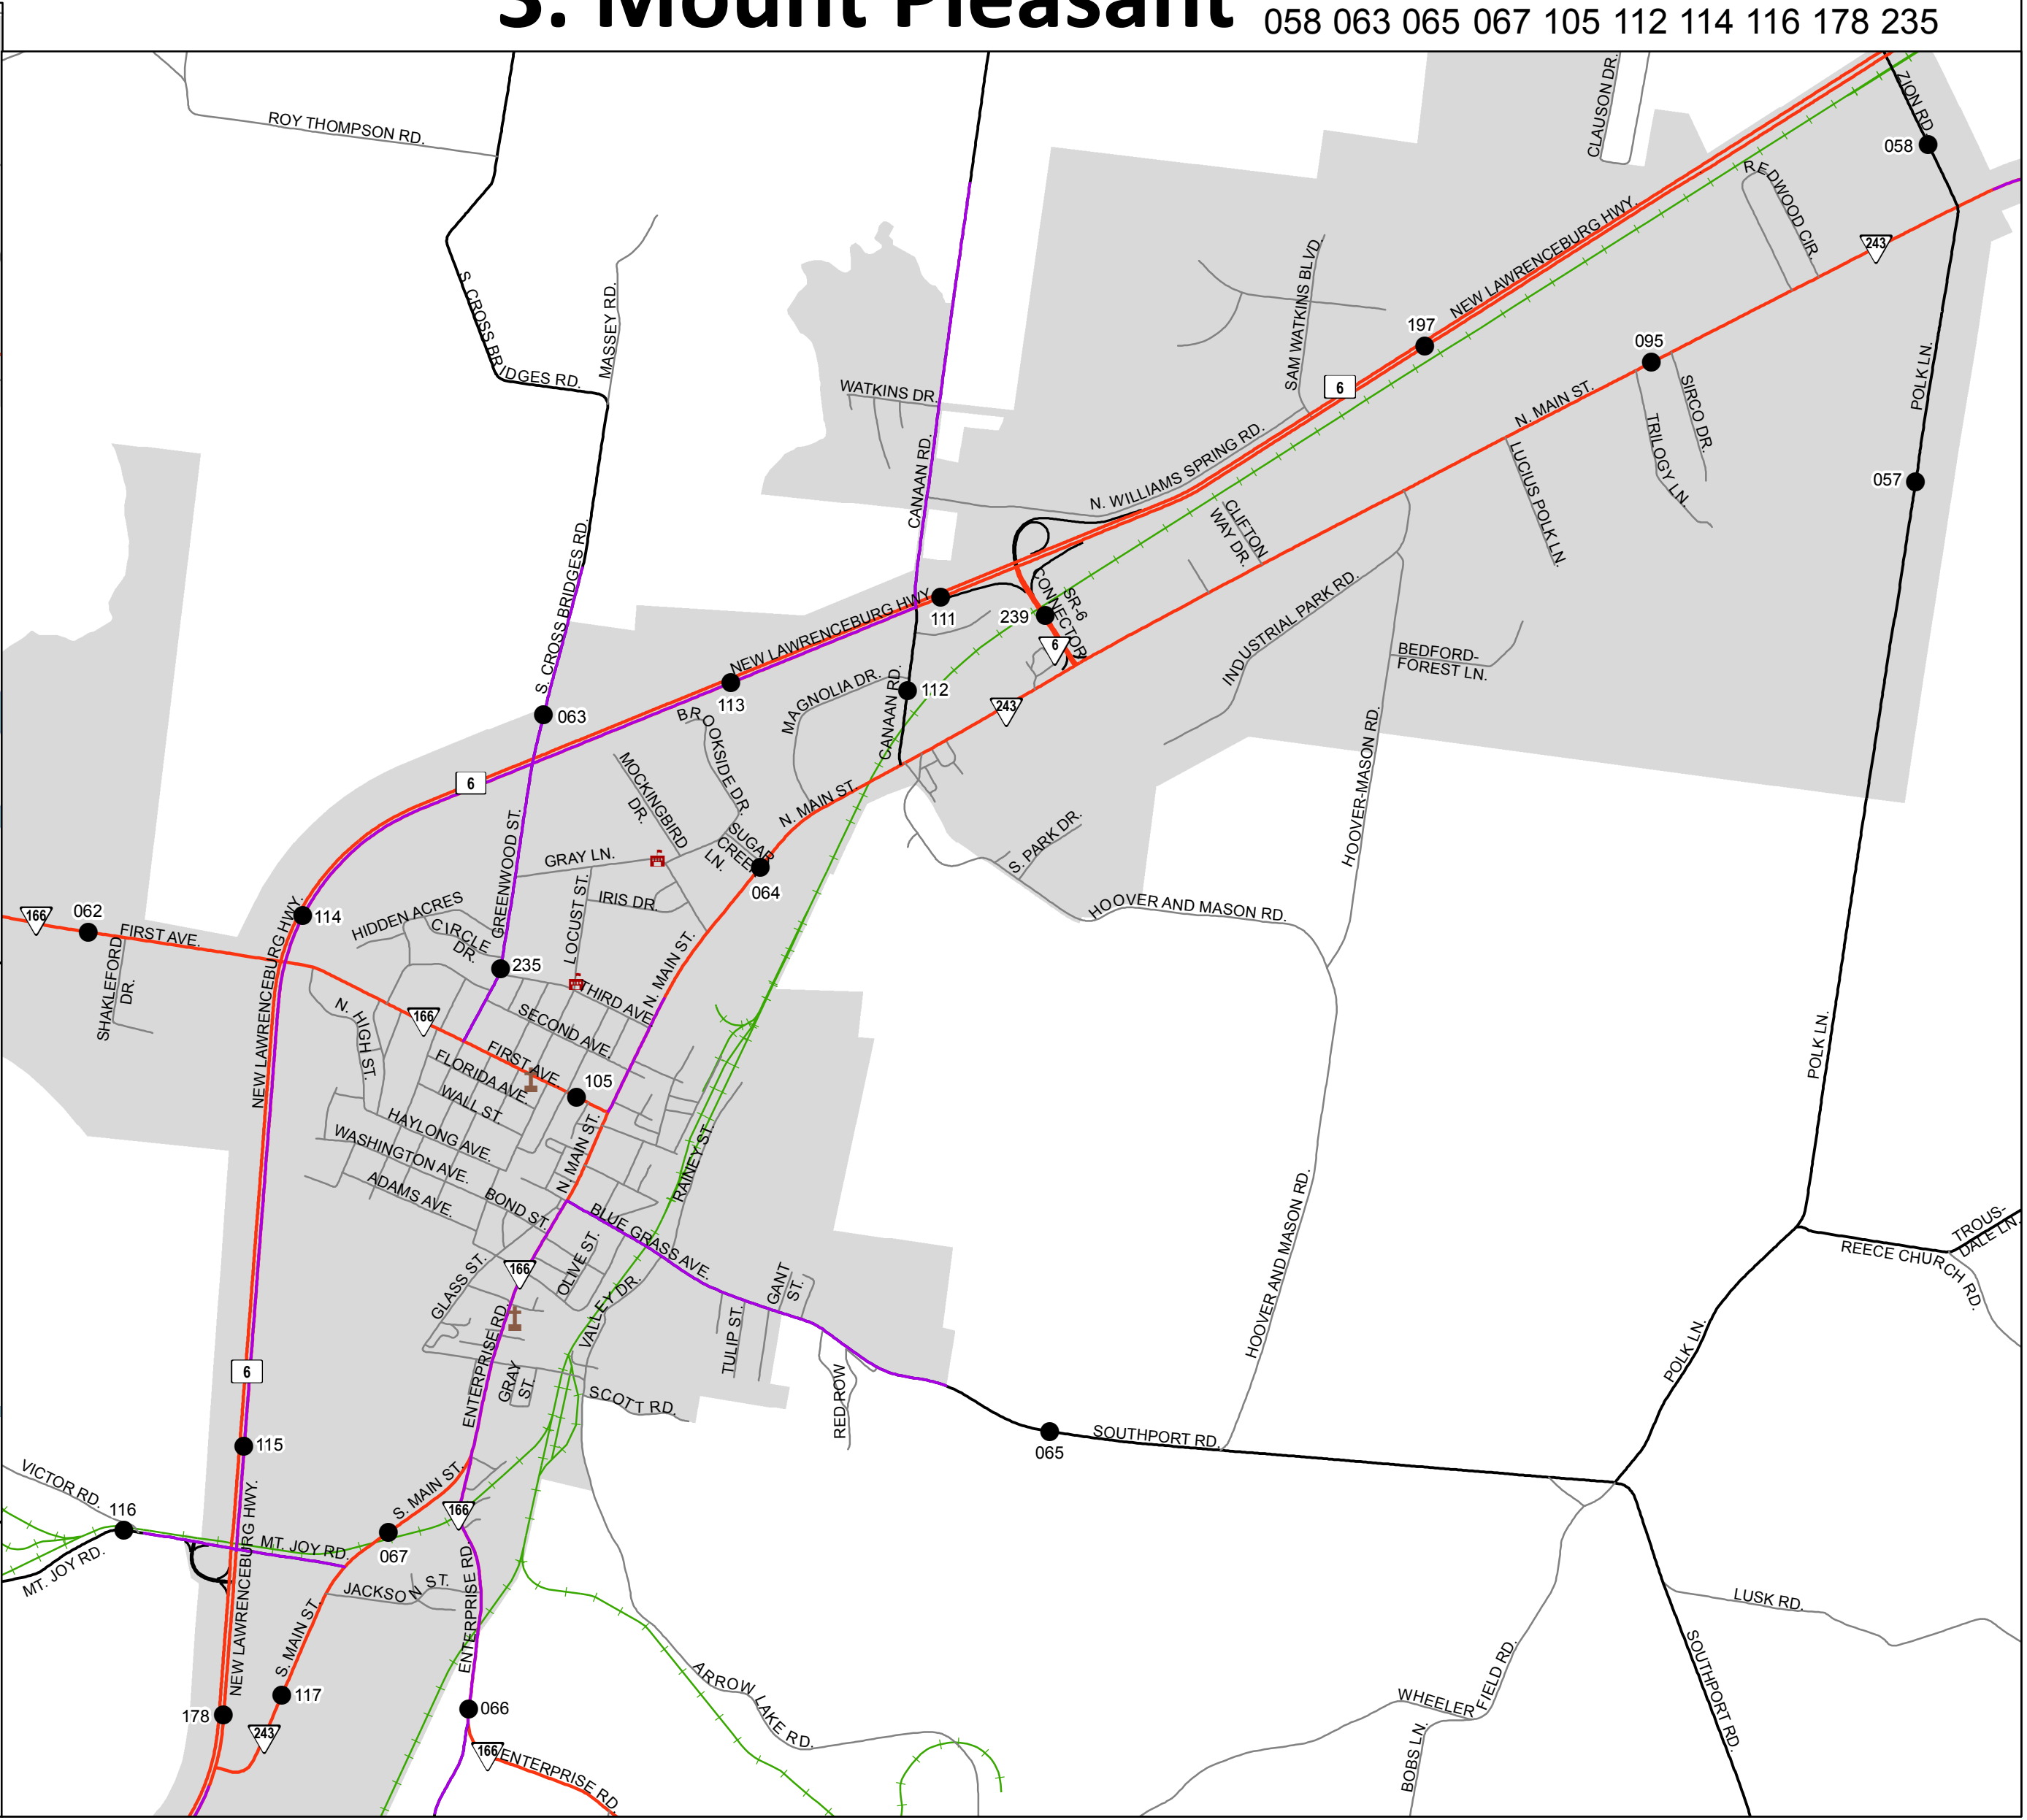 3. Mount Pleasant 058 063 065 067 105 112 114 116 178 235
ROY THOMPSON RD.
CLAUSON DR.
ZION RD.
058
REDWOOD CIR.
243
S. CROSS BRIDGES RD.
MASSEY RD.
SAM WATKINS BLVD.
NEW LAWRENCEBURG HWY.
197
095
6
WATKINS DR.
N. MAIN ST.
SIRCO DR.
TRILOGY LN.
POLK LN.
CANAAN RD.
N. WILLIAMS SPRING RD.
LUCIUS POLK LN.
057
CLIFTON
WAY DR.
S. CROSS BRIDGES RD.
NEW LAWRENCEBURG HWY.
111
239
SR-6
CONNECTOR
6
INDUSTRIAL PARK RD.
BEDFORD-
FOREST LN.
063
113
MAGNOLIA DR.
CANAAN RD.
112
243
BROOKSIDE DR.
MOCKINGBIRD
DR.
6
N. MAIN ST.
HOOVER-MASON RD.
GREENWOOD ST.
SUGAR
CREEK
LN.
GRAY LN.
064
S. PARK DR.
LOCUST ST.
IRIS DR.
HOOVER AND MASON RD.
166
062
FIRST AVE.
114
HIDDEN ACRES
CIRCLE
DR.
235
N. MAIN ST.
SHAKLEFORD
DR.
NEW LAWRENCEBURG HWY.
N. HIGH ST.
166
THIRD AVE.
SECOND AVE.
FIRST AVE.
FLORIDA AVE.
105
WALL ST.
HAYLONG AVE.
WASHINGTON AVE.
ADAMS AVE.
N. MAIN ST.
RAINEY ST.
BOND ST.
BLUE GRASS AVE.
POLK LN.
HOOVER AND MASON RD.
TROUS-
DALE LN.
REECE CHURCH RD.
GLASS ST.
166
OLIVE ST.
VALLEY DR.
GANT
ST.
TULIP ST.
ENTERPRISE RD.
GRAY
ST.
SCOTT RD.
RED ROW
POLK LN.
6
115
065
SOUTHPORT RD.
VICTOR RD.
116
S. MAIN ST.
166
067
MT. JOY RD.
MT. JOY RD.
NEW LAWRENCEBURG HWY.
JACKSON ST.
ENTERPRISE RD.
LUSK RD.
S. MAIN ST.
117
178
243
066
166
ENTERPRISE RD
ARROW LAKE RD.
WHEELER FIELD RD.
BOBS LN.
SOUTHPORT RD.